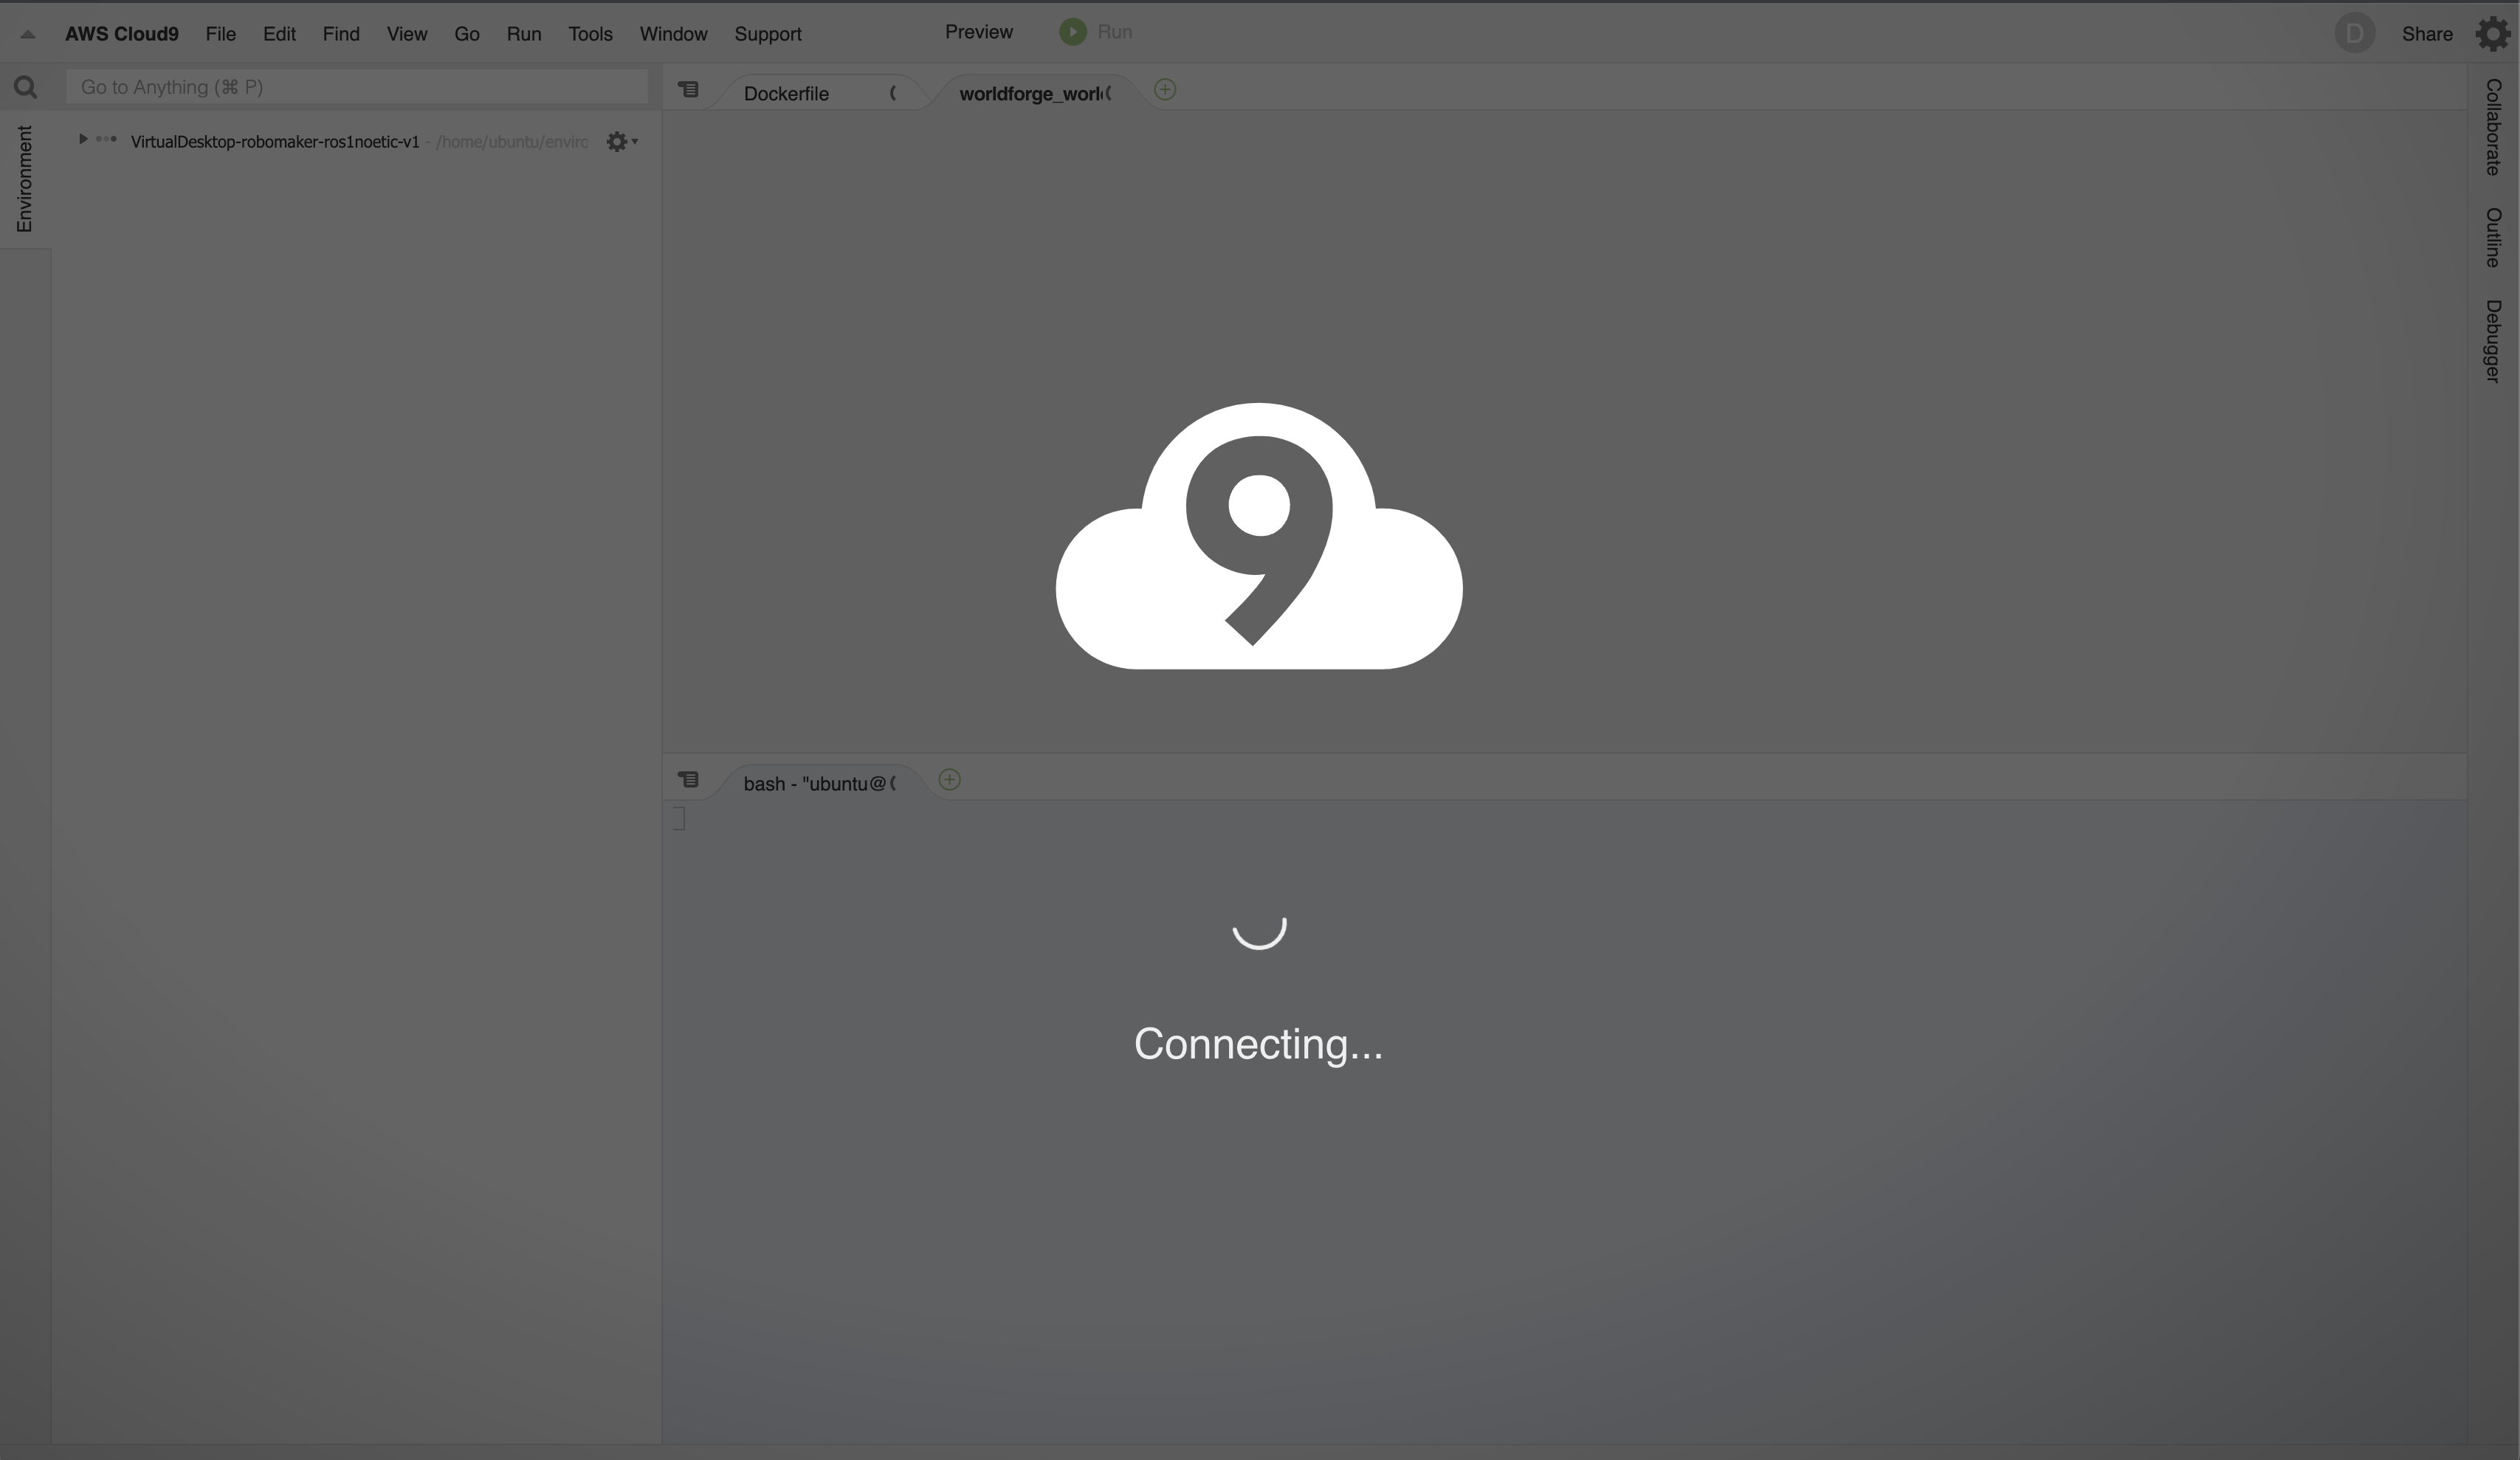 AWS Cloud9 File Edit Find View Go Run Tools Window Support Preview Run D Share
Go to Anything (⌘ P)
Dockerfile
worldforge_worl
Environment
VirtualDesktop-robomaker-ros1noetic-v1 - /home/ubuntu/enviro
Collaborate
Outline
Debugger
9
bash - "ubuntu@
Connecting...